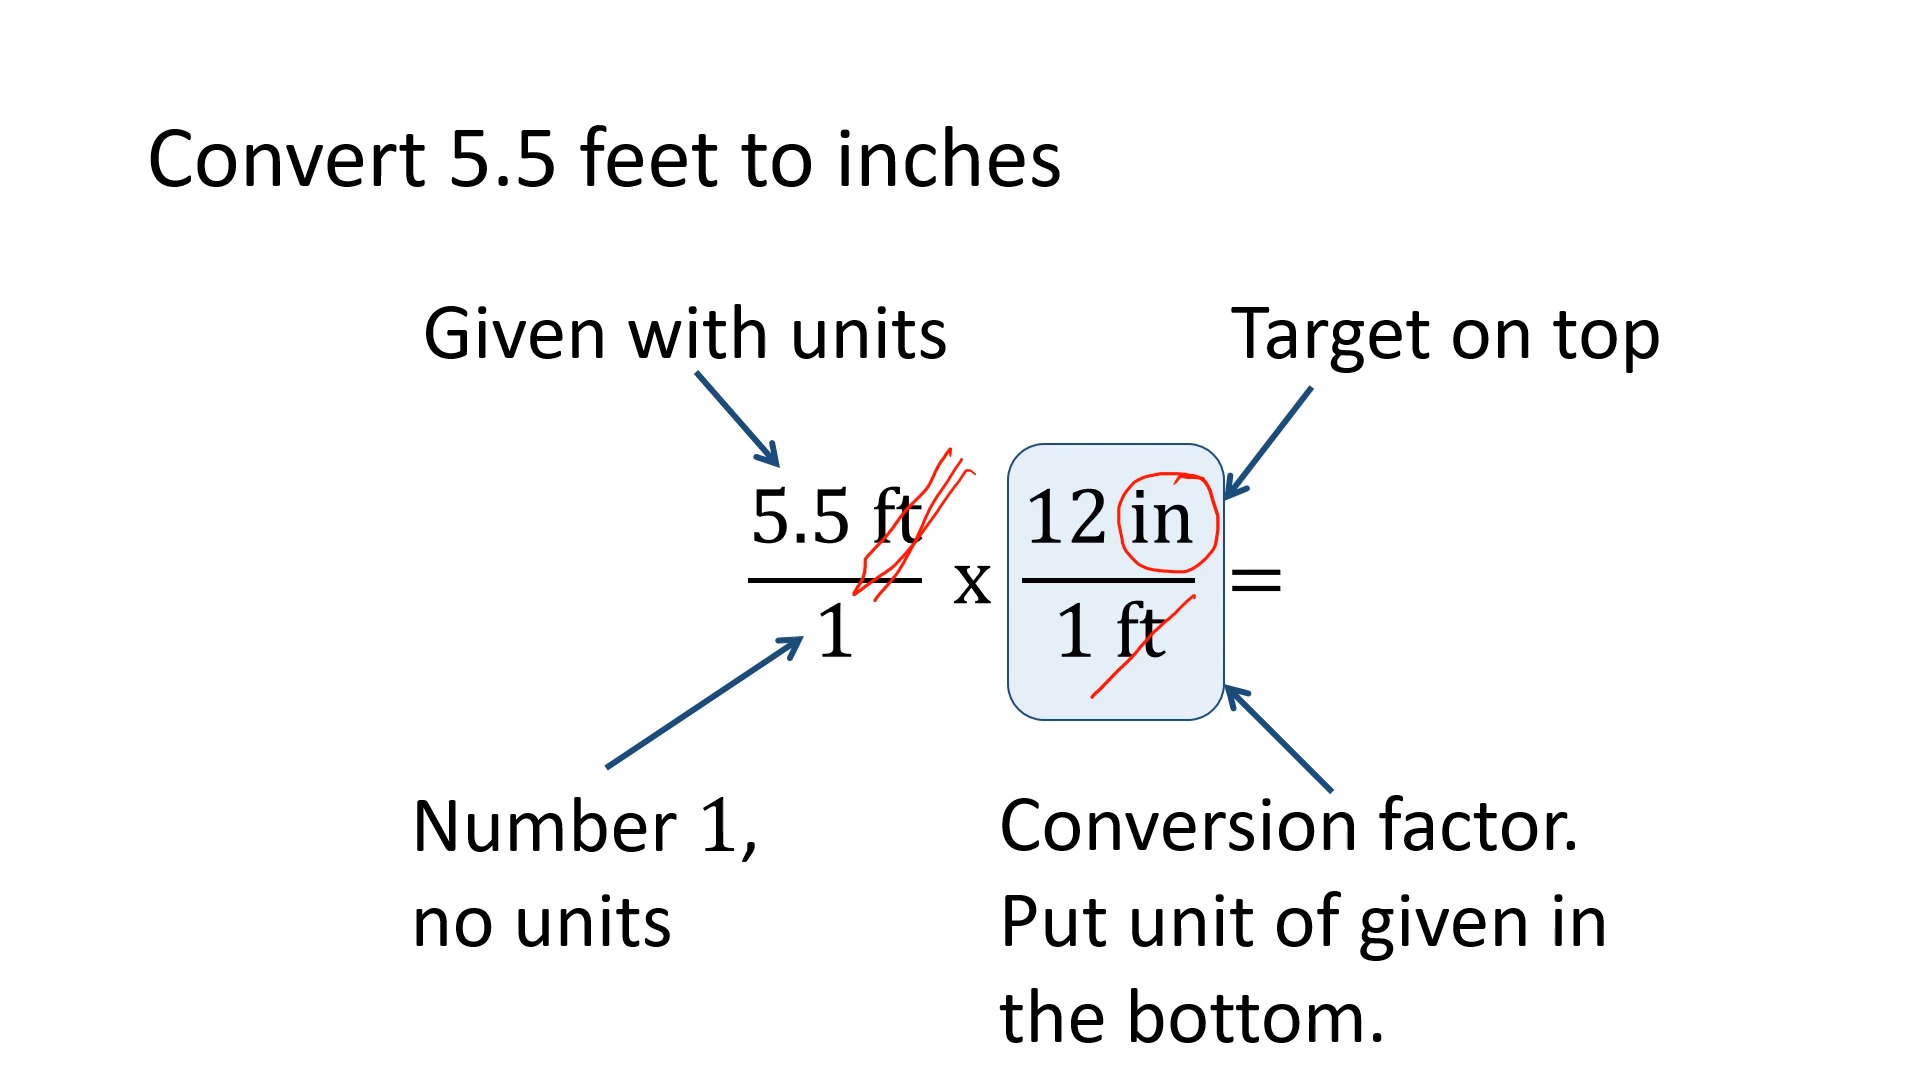 Convert 5.5 feet to inches
Given with units
Target on top
5.5 ft
12 in
x
=
1
1 ft
Number 1,
no units
Conversion factor.
Put unit of given in
the bottom.